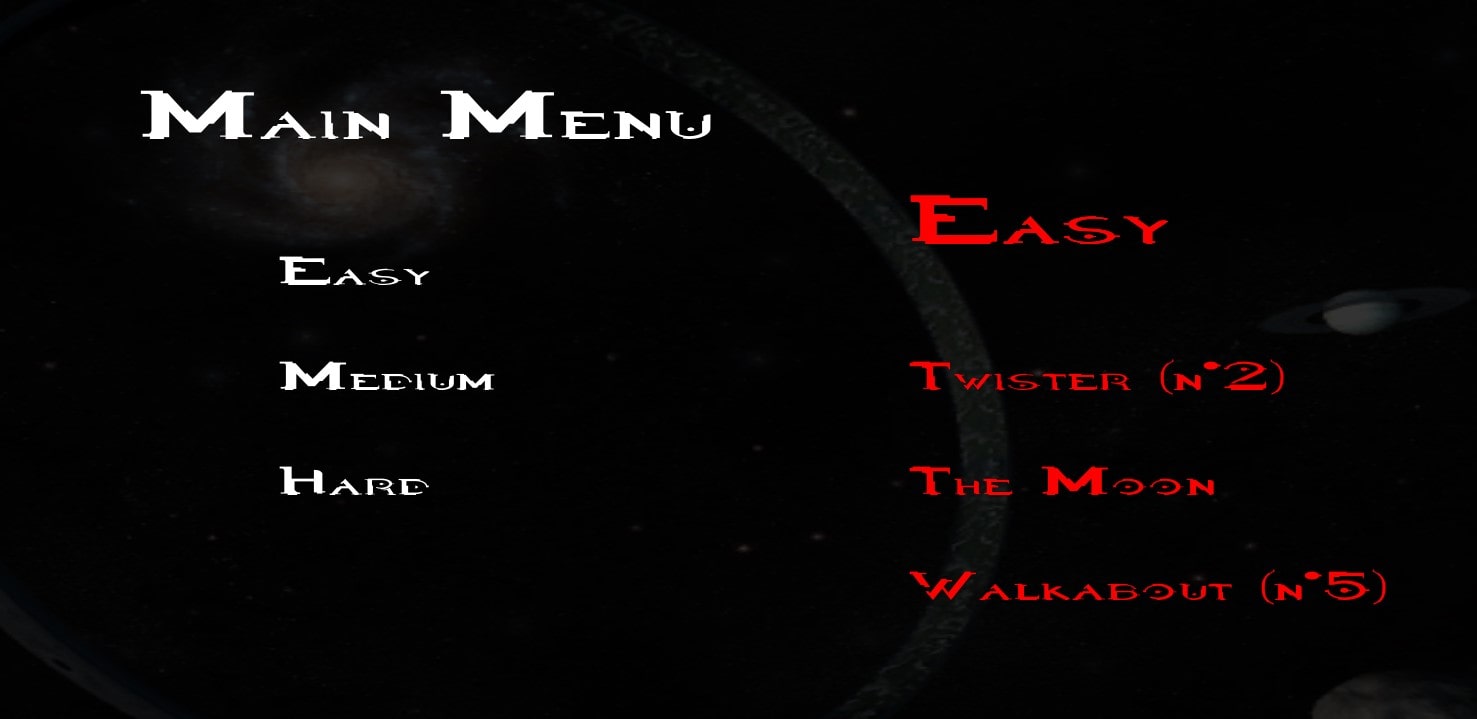 Main Menu
Easy
Medium
Hard
Easy
Twister (n°2)
The Moon
Walkabout (n°5)